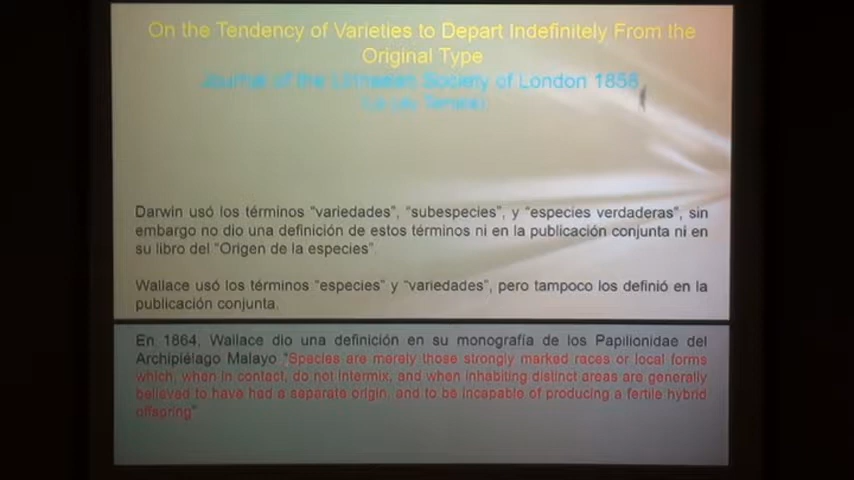 On the Tendency of Varieties to Depart Indefinitely From the
Original Type
Journal of the Linnaean Society of London 1858
(La Ley Ternate)
Darwin usó los términos “variedades”, “subespecies”, y “especies verdaderas”, sin
embargo no dio una definición de estos términos ni en la publicación conjunta ni en
su libro del “Origen de la especies”.
Wallace usó los términos “especies” y “variedades”, pero tampoco los definió en la
publicación conjunta.
En 1864, Wallace dio una definición en su monografía de los Papilionidae del
Archipiélago Malayo “Species are merely those strongly marked races or local forms
which, when in contact, do not intermix, and when inhabiting distinct areas are generally
believed to have had a separate origin, and to be incapable of producing a fertile hybrid
offspring”